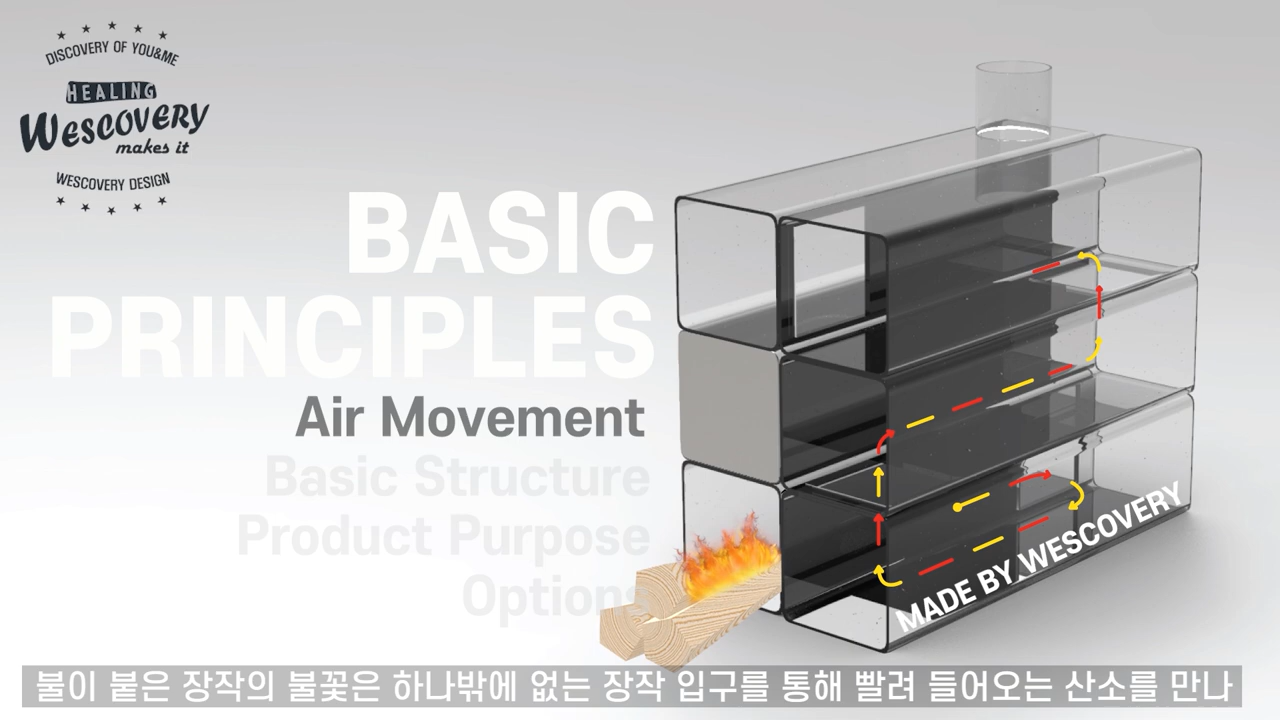 DISCOVERY OF YOU&ME
HEALING
WESCOVERY
makes it
WESCOVERY DESIGN
BASIC
PRINCIPLES
Air Movement
Basic Structure
Product Purpose
Options
MADE BY WESCOVERY
불이 붙은 장작의 불꽃은 하나밖에 없는 장작 입구를 통해 빨려 들어오는 산소를 만나